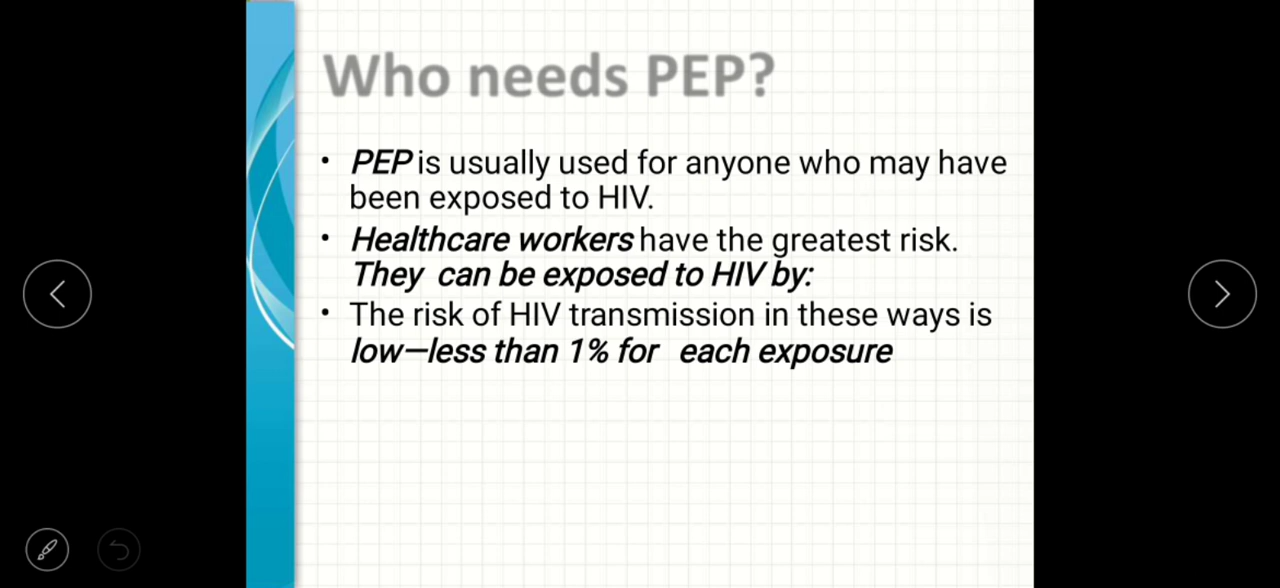 Who needs PEP?
• PEP is usually used for anyone who may have
been exposed to HIV.
• Healthcare workers have the greatest risk.
They can be exposed to HIV by:
• The risk of HIV transmission in these ways is
low—less than 1% for each exposure